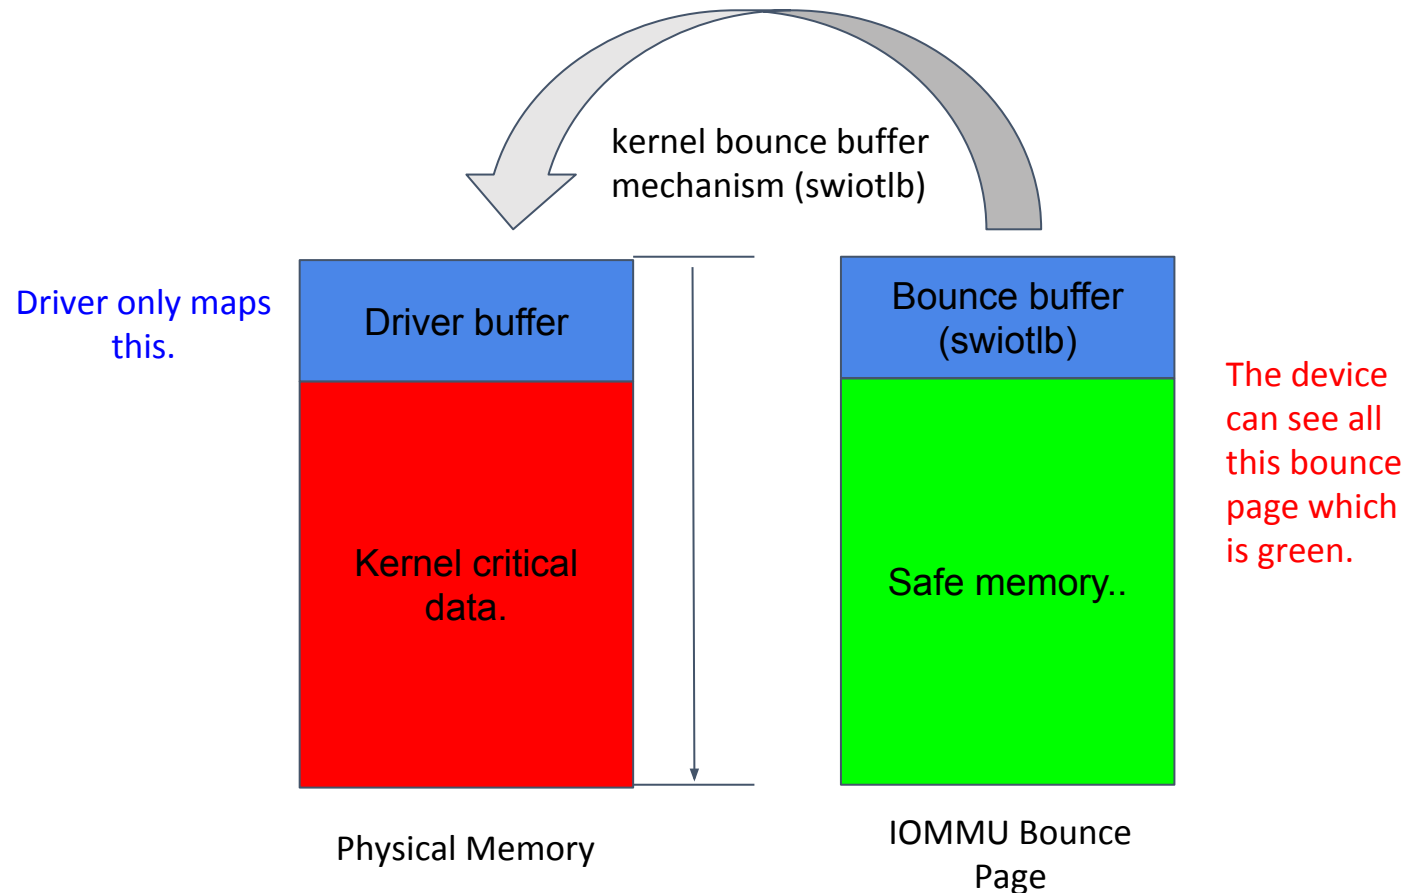 kernel bounce buffer
mechanism (swiotlb)
Driver only maps
this.
Driver buffer
Bounce buffer
(swiotlb)
The device
can see all
this bounce
page which
is green.
Kernel critical
data.
Safe memory..
Physical Memory
IOMMU Bounce
Page